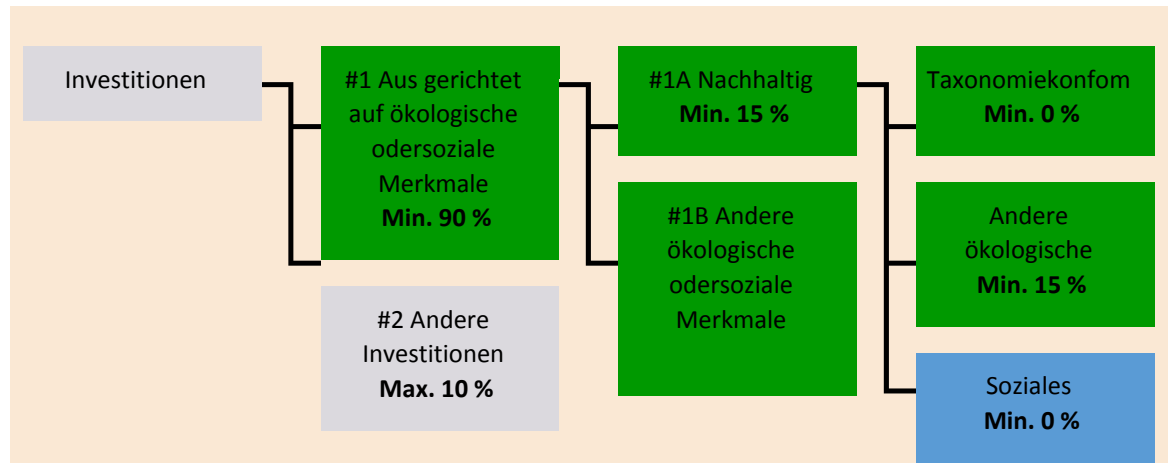 Investitionen
#1 Aus gerichtet
auf ökologische
odersoziale
Merkmale
Min. 90 %
#2 Andere
Investitionen
Max. 10 %
#1A Nachhaltig
Min. 15 %
#1B Andere
ökologische
odersoziale
Merkmale
Taxonomiekonfom
Min. 0 %
Andere
ökologische
Min. 15 %
Soziales
Min. 0 %